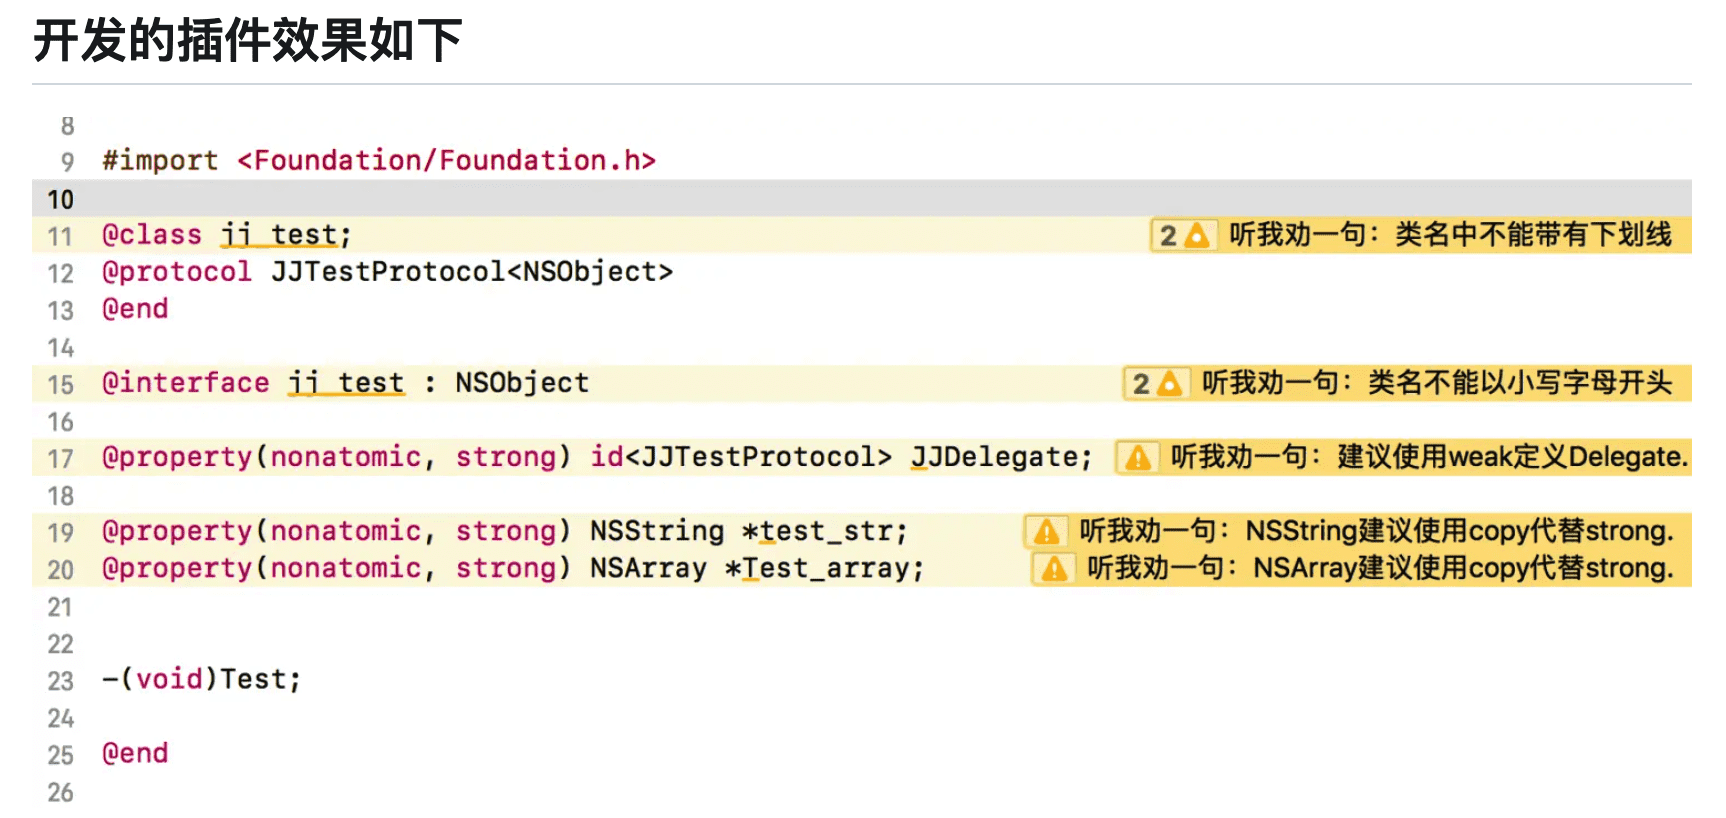 开发的插件效果如下
8
9 #import <Foundation/Foundation.h>
10
11 @class jj_test; 2 听我劝一句：类名中不能带有下划线
12 @protocol JJTestProtocol<NSObject>
13 @end
14
15 @interface jj_test : NSObject 2 听我劝一句：类名不能以小写字母开头
16
17 @property(nonatomic, strong) id<JJTestProtocol> JJDelegate; 听我劝一句：建议使用weak定义Delegate.
18
19 @property(nonatomic, strong) NSString *test_str; 听我劝一句：NSString建议使用copy代替strong.
20 @property(nonatomic, strong) NSArray *Test_array; 听我劝一句：NSArray建议使用copy代替strong.
21
22
23 -(void)Test;
24
25 @end
26